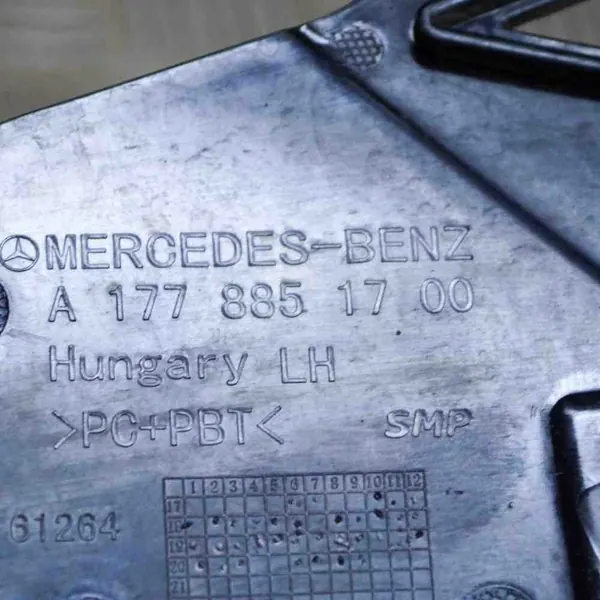 MERCEDES-BENZ
A 177 885 17 00
Hungary LH
>PC+PBT< SMP
1 2 3 4 5 6 7 8 9 10 11 12
17
61264 18
19
20
21